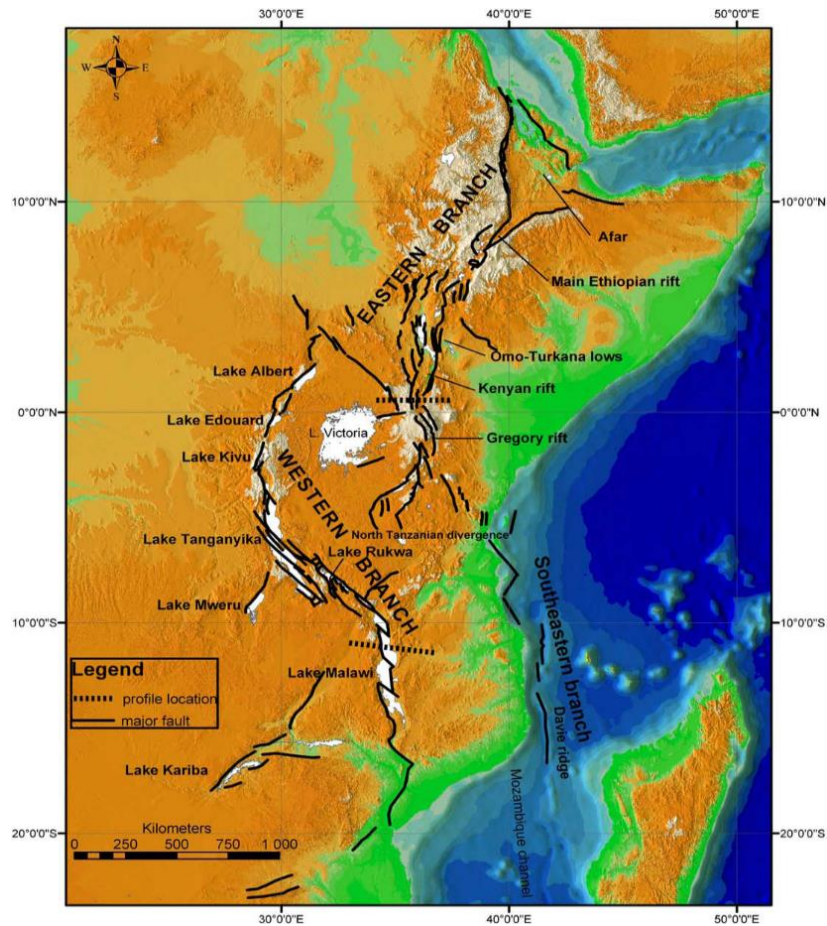 30°0'0"E 40°0'0"E 50°0'0"E
N
W E
S
10°0'0"N 10°0'0"N
EASTERN BRANCH
Afar
Main Ethiopian rift
Omo-Turkana lows
Lake Albert
Kenyan rift
0°0'0"N 0°0'0"N
Lake Edouard
L. Victoria
Gregory rift
Lake Kivu
WESTERN BRANCH
North Tanzanian divergence
Lake Tanganyika
Lake Rukwa
Lake Mweru
10°0'0"S 10°0'0"S
Southeastern branch
Davie ridge
Legend
profile location
major fault
Lake Malawi
Lake Kariba
Mozambique channel
20°0'0"S 20°0'0"S
Kilometers
0 250 500 750 1 000
30°0'0"E 40°0'0"E 50°0'0"E